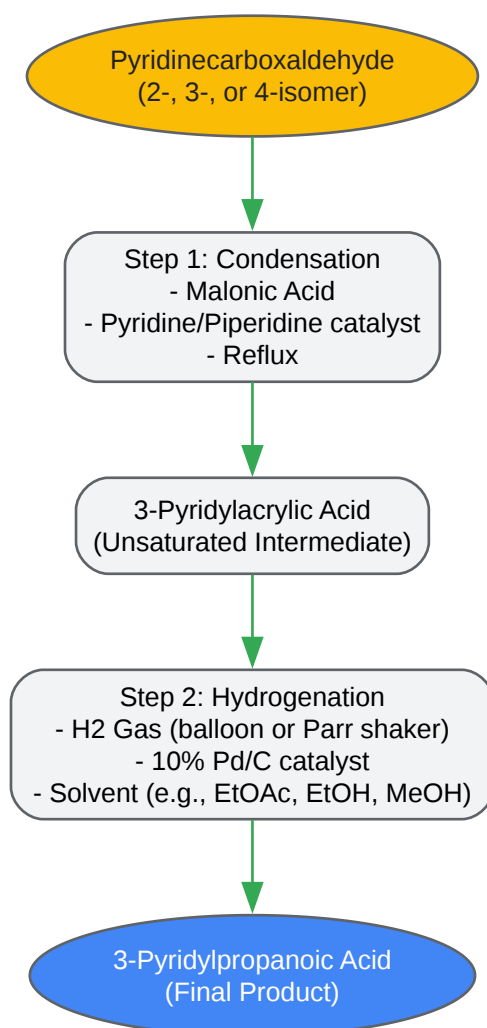 Pyridinecarboxaldehyde
(2-, 3-, or 4-isomer)
Step 1: Condensation
- Malonic Acid
- Pyridine/Piperidine catalyst
- Reflux
3-Pyridylacrylic Acid
(Unsaturated Intermediate)
Step 2: Hydrogenation
- H2 Gas (balloon or Parr shaker)
- 10% Pd/C catalyst
- Solvent (e.g., EtOAc, EtOH, MeOH)
3-Pyridylpropanoic Acid
(Final Product)